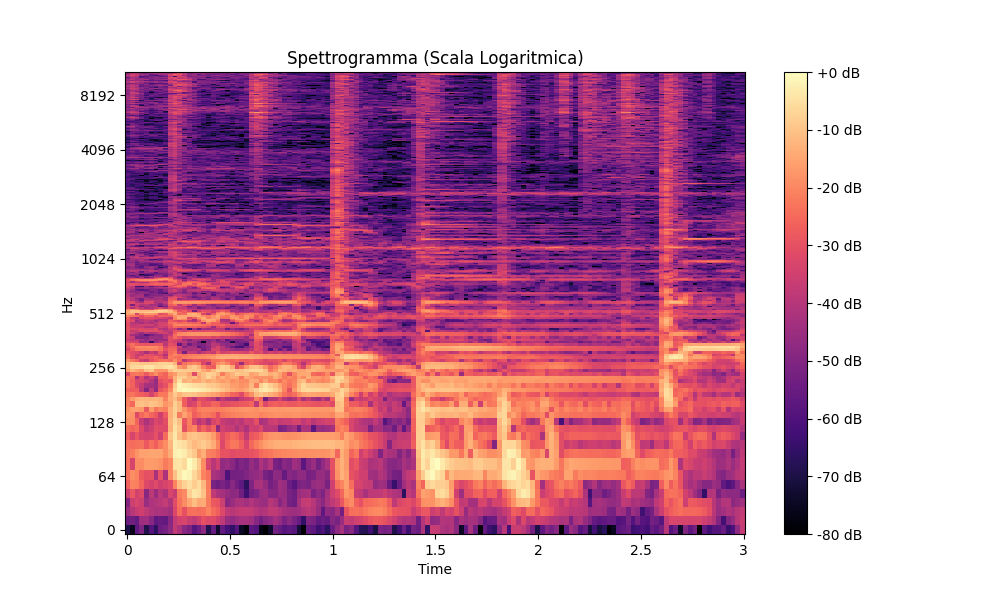 Spettrogramma (Scala Logaritmica)
Hz
8192
4096
2048
1024
512
256
128
64
0
0
0.5
1
1.5
2
2.5
3
Time
+0 dB
-10 dB
-20 dB
-30 dB
-40 dB
-50 dB
-60 dB
-70 dB
-80 dB